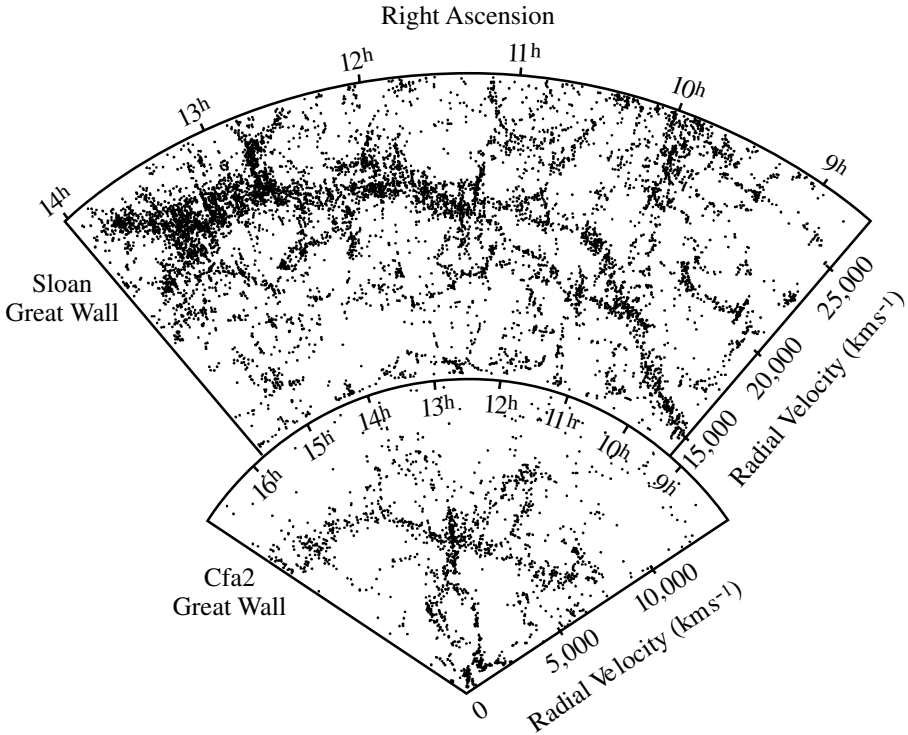 Right Ascension
14h
13h
12h
11h
10h
9h
Sloan
Great Wall
25,000
20,000
15,000
Radial Velocity (kms⁻¹)
16h
15h
14h
13h
12h
11h
10h
9h
Cfa2
Great Wall
10,000
5,000
0
Radial Velocity (kms⁻¹)